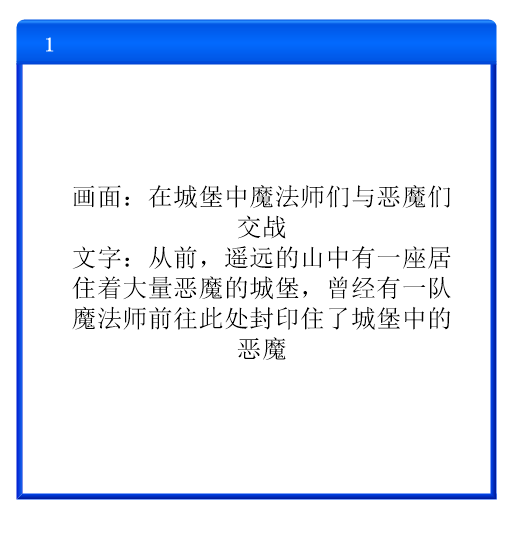 1
画面：在城堡中魔法师们与恶魔们
交战
文字：从前，遥远的山中有一座居
住着大量恶魔的城堡，曾经有一队
魔法师前往此处封印住了城堡中的
恶魔